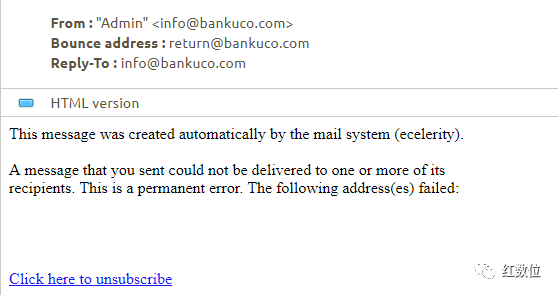 From : "Admin" <info@bankuco.com>
Bounce address : return@bankuco.com
Reply-To : info@bankuco.com
HTML version
This message was created automatically by the mail system (ecelerity).
A message that you sent could not be delivered to one or more of its
recipients. This is a permanent error. The following address(es) failed:
Click here to unsubscribe
红数位